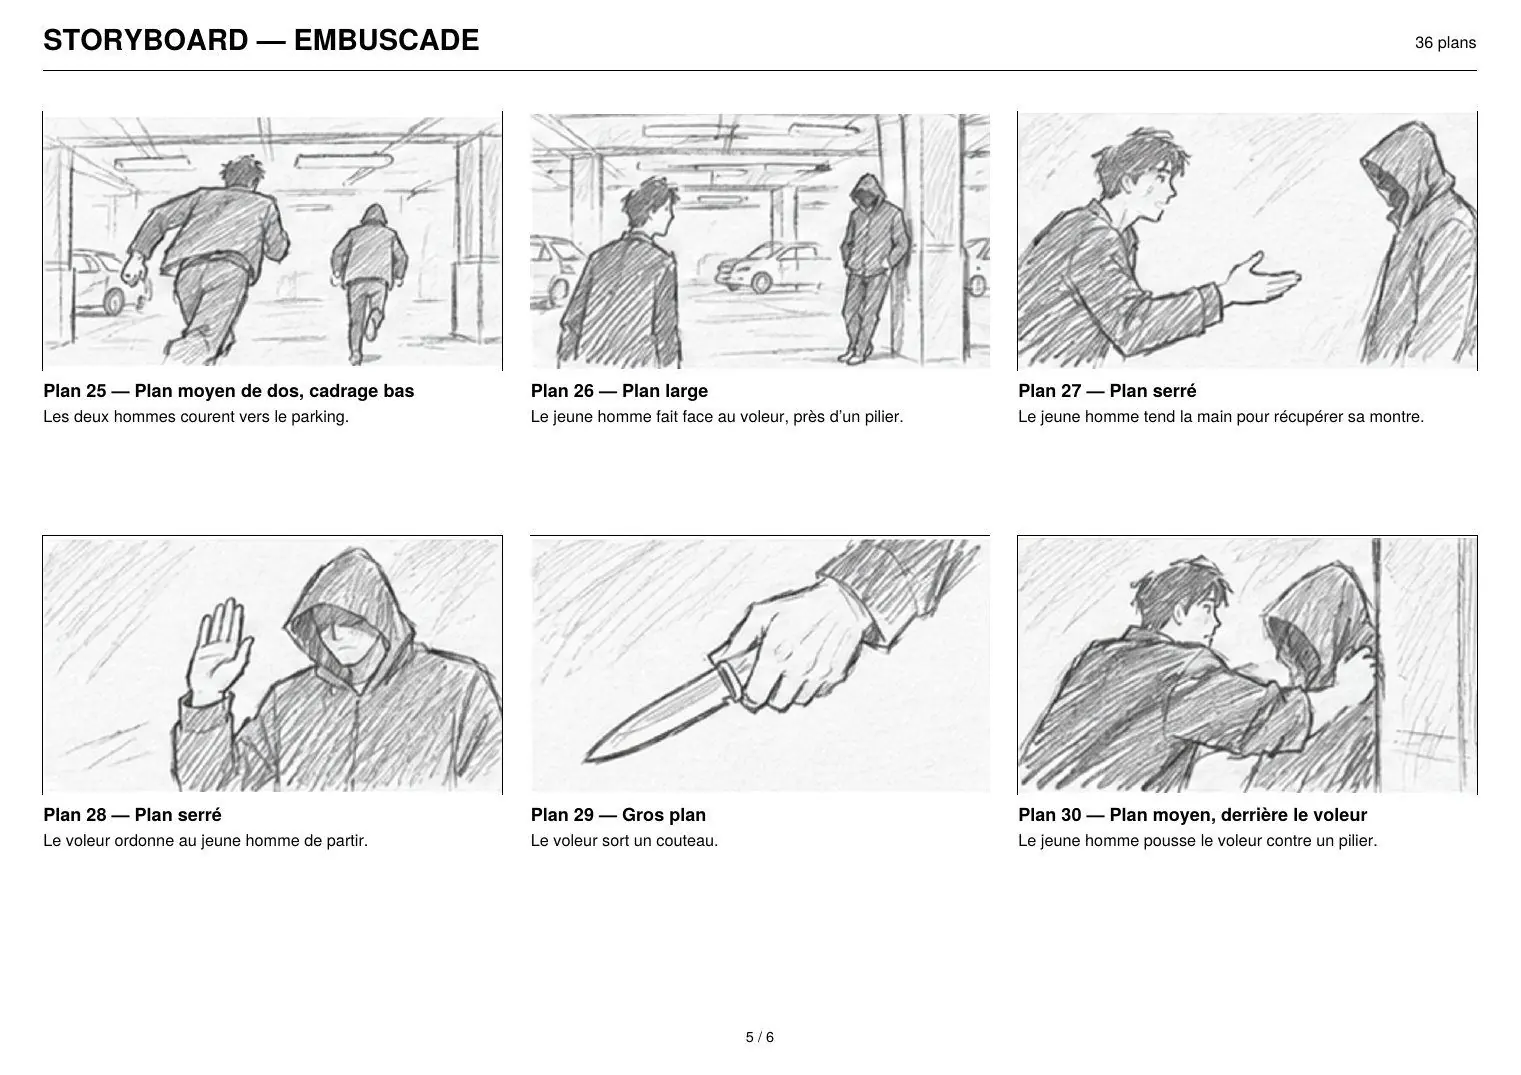 STORYBOARD — EMBUSCADE
36 plans
Plan 25 — Plan moyen de dos, cadrage bas
Les deux hommes courent vers le parking.
Plan 26 — Plan large
Le jeune homme fait face au voleur, près d’un pilier.
Plan 27 — Plan serré
Le jeune homme tend la main pour récupérer sa montre.
Plan 28 — Plan serré
Le voleur ordonne au jeune homme de partir.
Plan 29 — Gros plan
Le voleur sort un couteau.
Plan 30 — Plan moyen, derrière le voleur
Le jeune homme pousse le voleur contre un pilier.
5 / 6